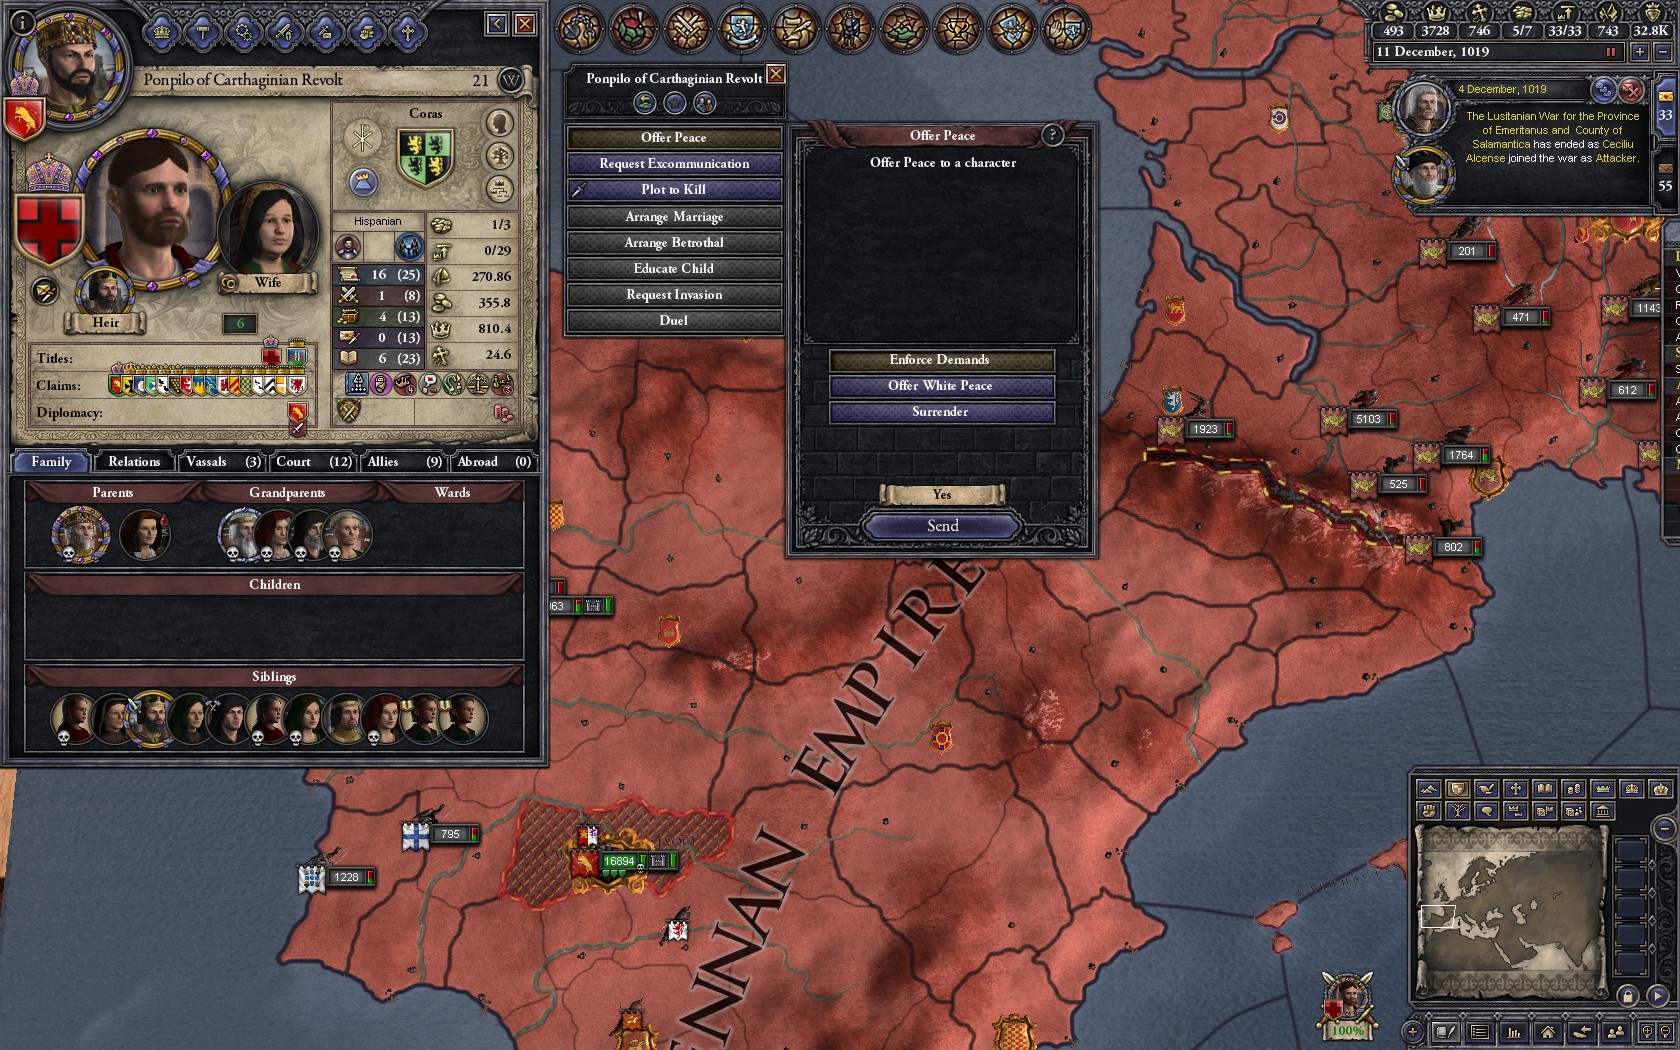 Ponpilo of Carthaginian Revolt
21
Coras
Hispanian
Wife
Heir
6
16 (25)
1 (8)
4 (13)
0 (13)
6 (23)
1/3
0/29
270.86
355.8
810.4
24.6
Titles:
Claims:
Diplomacy:
Family
Relations
Vassals (3)
Court (12)
Allies (9)
Abroad (0)
Parents
Grandparents
Wards
Children
Siblings
Ponpilo of Carthaginian Revolt
Offer Peace
Request Excommunication
Plot to Kill
Arrange Marriage
Arrange Betrothal
Educate Child
Request Invasion
Duel
Offer Peace
?
Offer Peace to a character
Enforce Demands
Offer White Peace
Surrender
Yes
Send
493
3728
746
5/7
33/33
743
32.8K
11 December, 1019
4 December, 1019
The Lusitanian War for the Province
of Emeritanus and County of
Salamantica has ended as Ceciliu
Alcense joined the war as Attacker.
33
55
201
471
1143
612
5103
1923
1764
525
802
63
795
1228
16894
NNAN EMPIRE
100%